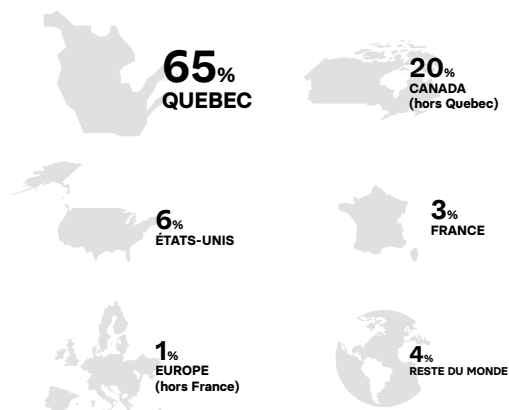 65%
QUEBEC
20%
CANADA
(hors Quebec)
6%
ÉTATS-UNIS
3%
FRANCE
1%
EUROPE
(hors France)
4%
RESTE DU MONDE